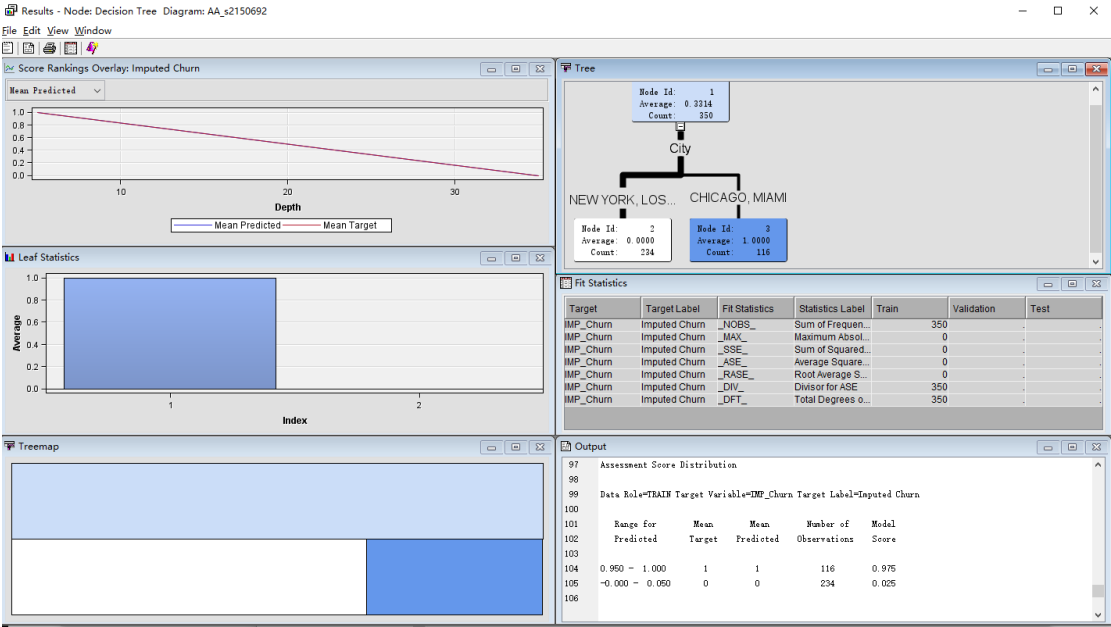 Results - Node: Decision Tree Diagram: AA_s2150692
File Edit View Window
Score Rankings Overlay: Imputed Churn
Mean Predicted
1.0
0.8
0.6
0.4
0.2
0.0
10 20 30
Depth
Mean Predicted Mean Target
Leaf Statistics
Average
1.0
0.8
0.6
0.4
0.2
0.0
1 2
Index
Treemap
Tree
Node Id: 1
Average: 0.3314
Count: 350
City
NEW YORK, LOS... CHICAGO, MIAMI
Node Id: 2
Average: 0.0000
Count: 234
Node Id: 3
Average: 1.0000
Count: 116
Fit Statistics
Target Target Label Fit Statistics Statistics Label Train Validation Test
IMP_Churn Imputed Churn _NOBS_ Sum of Frequen... 350 . .
IMP_Churn Imputed Churn _MAX_ Maximum Absol... 0 . .
IMP_Churn Imputed Churn _SSE_ Sum of Squared... 0 . .
IMP_Churn Imputed Churn _ASE_ Average Square... 0 . .
IMP_Churn Imputed Churn _RASE_ Root Average S... 0 . .
IMP_Churn Imputed Churn _DIV_ Divisor for ASE 350 . .
IMP_Churn Imputed Churn _DFT_ Total Degrees o... 350 . .
Output
97 Assessment Score Distribution
98
99 Data Role=TRAIN Target Variable=IMP_Churn Target Label=Imputed Churn
100
101 Range for Mean Mean Number of Model
102 Predicted Target Predicted Observations Score
103
104 0.950 - 1.000 1 1 116 0.975
105 -0.000 - 0.050 0 0 234 0.025
106